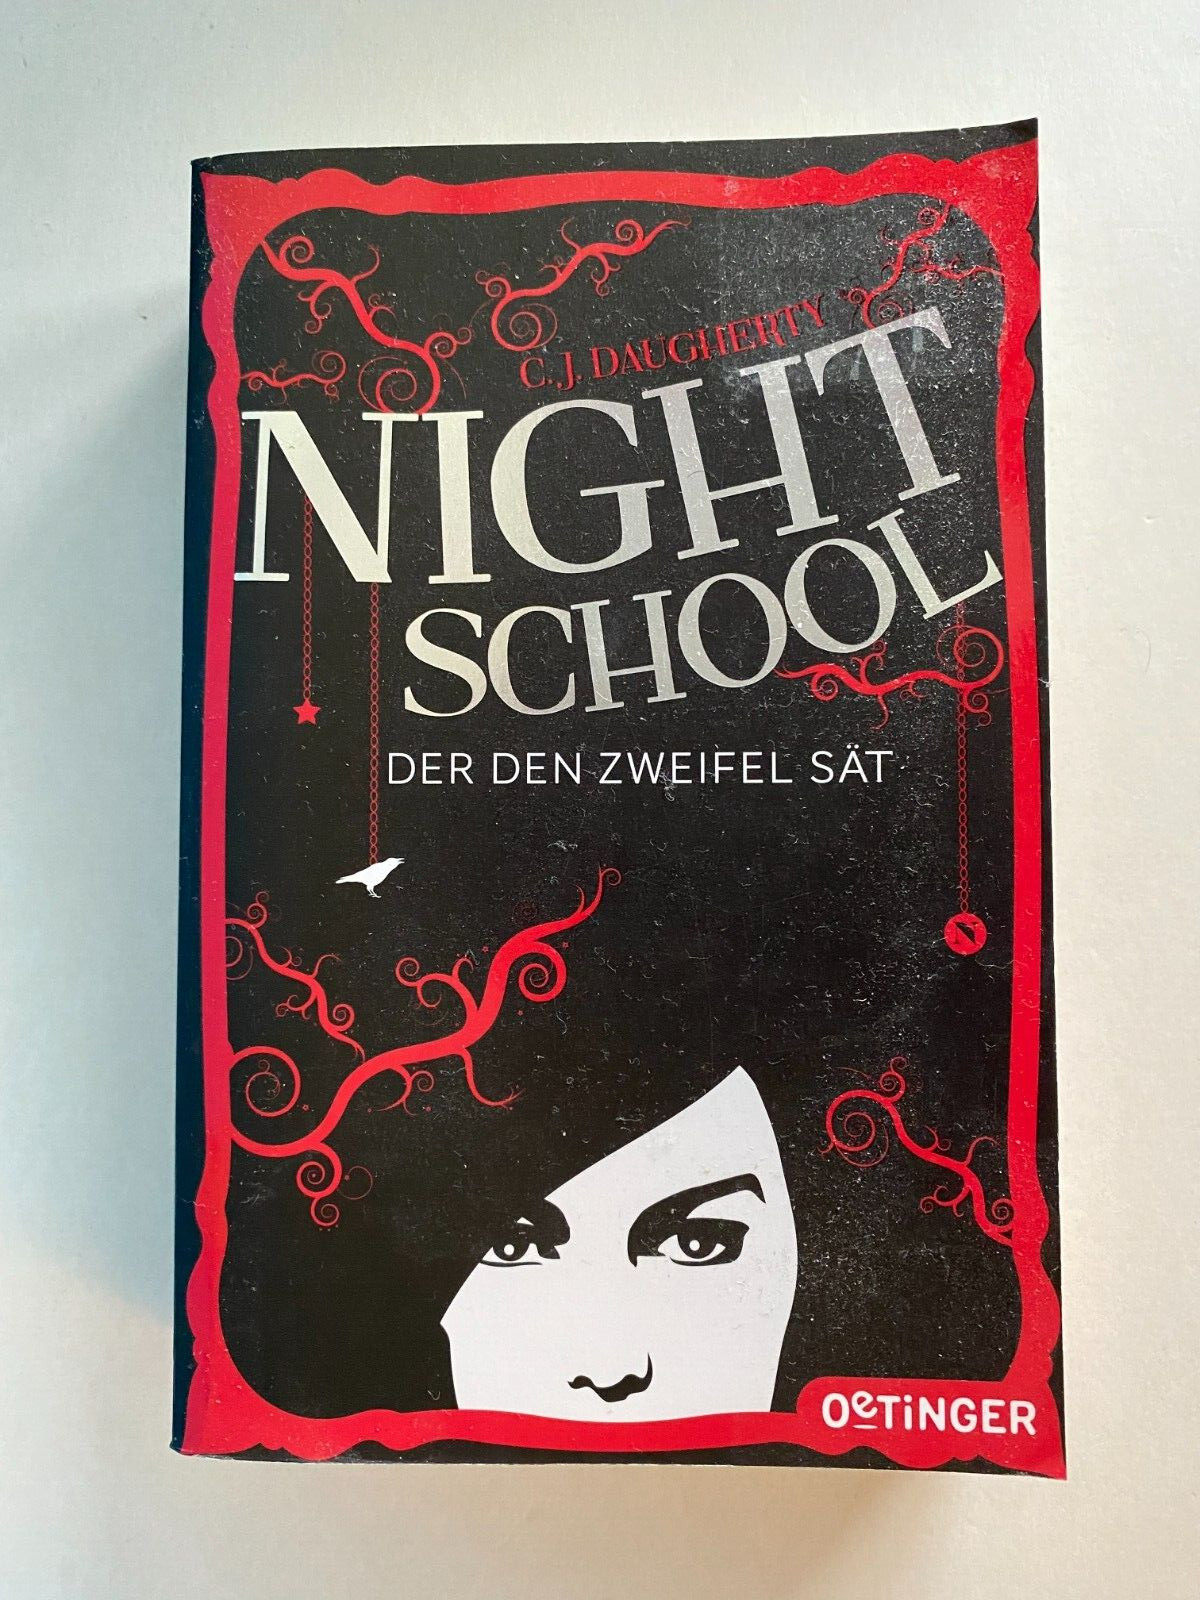 C.J. DAUGHERTY
NIGHT
SCHOOL
DER DEN ZWEIFEL SÄT
N
OeTiNGER